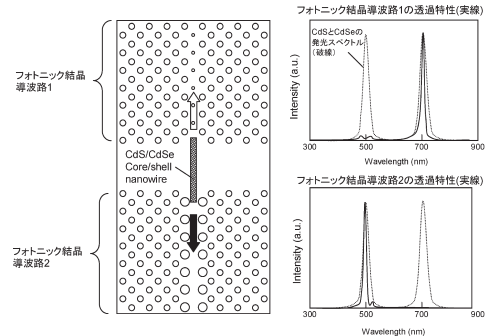 フォトニック結晶
導波路1
CdS/CdSe
Core/shell
nanowire
フォトニック結晶
導波路2
フォトニック結晶導波路1の透過特性(実線)
CdSとCdSeの
発光スペクトル
(破線)
Intensity (a.u.)
300 500 700 900
Wavelength (nm)
フォトニック結晶導波路2の透過特性(実線)
Intensity (a.u.)
300 500 700 900
Wavelength (nm)